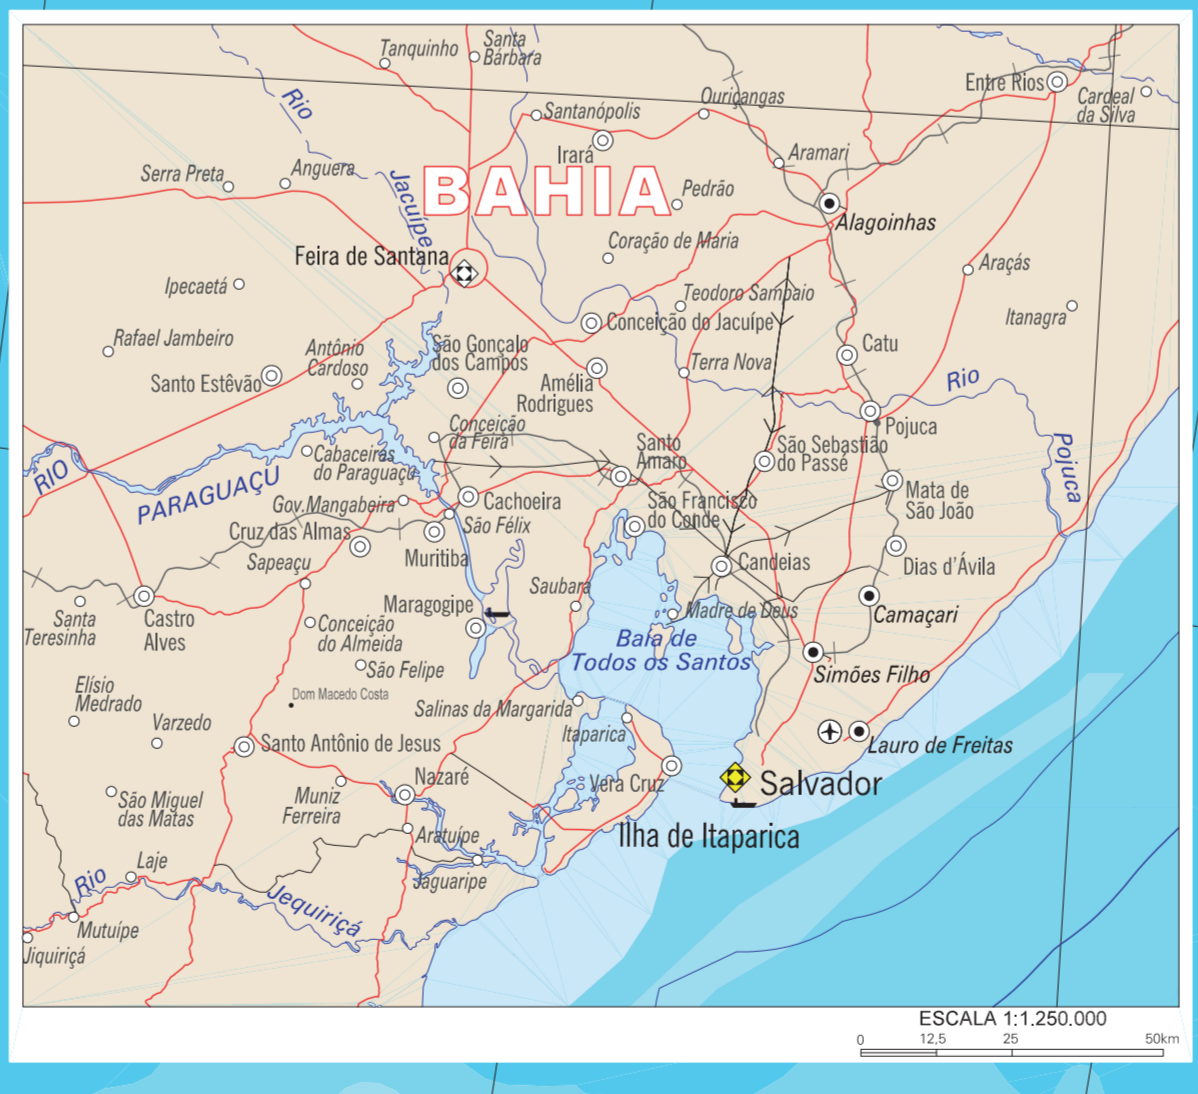 Tanquinho
Santa
Bárbara
Entre Rios
Cardeal
da Silva
Rio
Santanópolis
Ouriçangas
Irará
Aramari
Serra Preta
Anguera
Jacuípe
BAHIA
Pedrão
Alagoinhas
Coração de Maria
Feira de Santana
Araçás
Ipecaetá
Teodoro Sampaio
Itanagra
Conceição do Jacuípe
Rafael Jambeiro
Antônio
Cardoso
São Gonçalo
dos Campos
Catu
Terra Nova
Santo Estêvão
Amélia
Rodrigues
Rio
Pojuca
Pojuca
Conceição
da Feira
Santo
Amaro
São Sebastião
do Passé
Cabaceiras
do Paraguaçu
RIO
PARAGUAÇU
Mata de
São João
Gov.Mangabeira
Cachoeira
São Félix
São Francisco
do Conde
Cruz das Almas
Muritiba
Sapeaçu
Candeias
Dias d'Ávila
Saubara
Maragogipe
Madre de Deus
Camaçari
Santa
Teresinha
Castro
Alves
Conceição
do Almeida
Baía de
Todos os Santos
São Felipe
Simões Filho
Elísio
Medrado
Dom Macedo Costa
Varzedo
Salinas da Margarida
Itaparica
Santo Antônio de Jesus
Lauro de Freitas
Nazaré
Vera Cruz
Salvador
São Miguel
das Matas
Muniz
Ferreira
Aratuípe
Ilha de Itaparica
Laje
Rio
Jequiriçá
Jaguaripe
Mutuípe
Jiquiriçá
ESCALA 1:1.250.000
0 12,5 25 50km